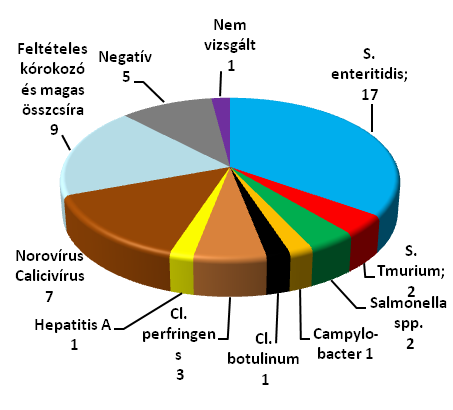 Nem
vizsgált
1
S.
enteritidis;
17
S.
Tmurium;
2
Salmonella
spp.
2
Campylo-
bacter 1
Cl.
botulinum
1
Cl.
perfringen
s
3
Hepatitis A
1
Norovírus
Calicivírus
7
Feltételes
kórokozó
és magas
összcsíra
9
Negatív
5